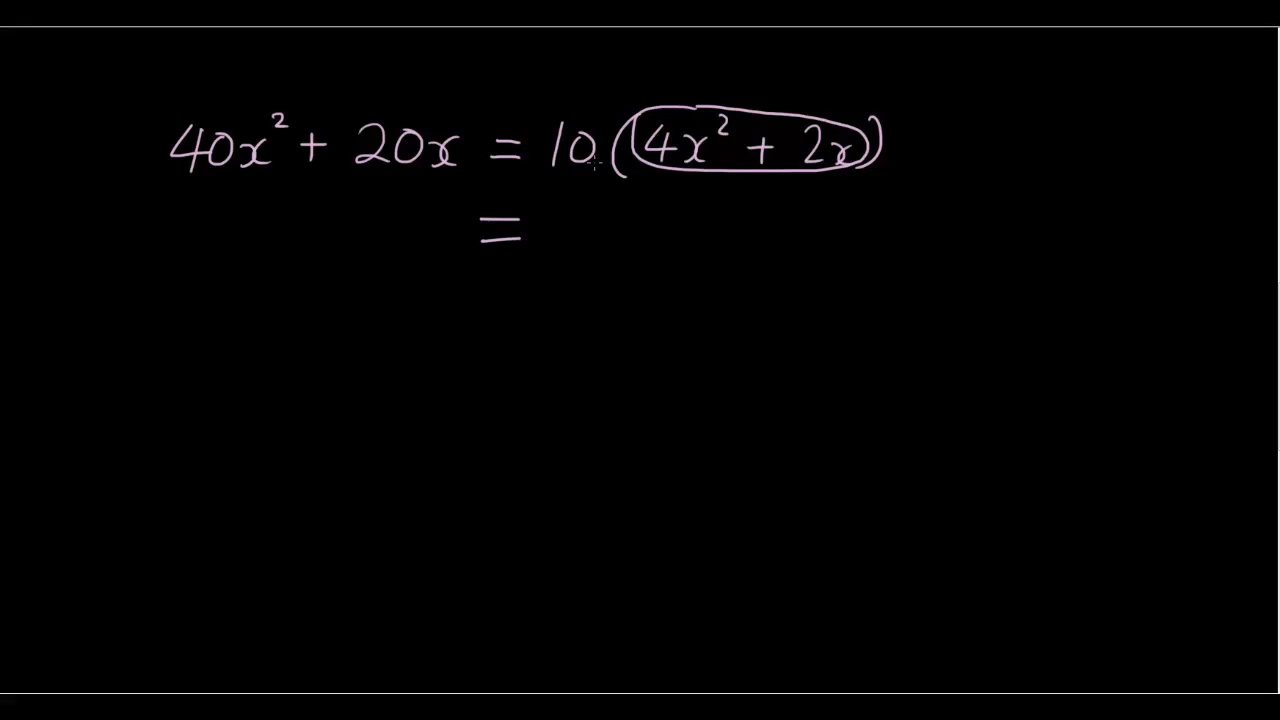 40x² + 20x = 10(4x² + 2x)
=